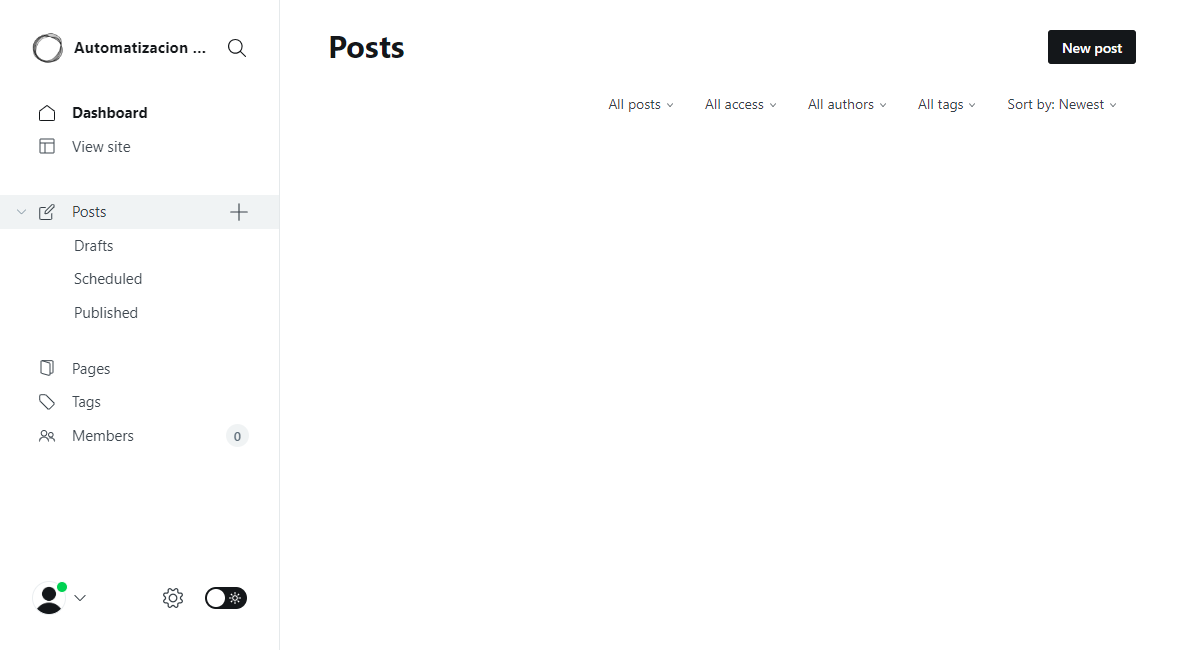 Automatizacion ...
Dashboard
View site
Posts
Drafts
Scheduled
Published
Pages
Tags
Members
0
Posts
New post
All posts
All access
All authors
All tags
Sort by: Newest